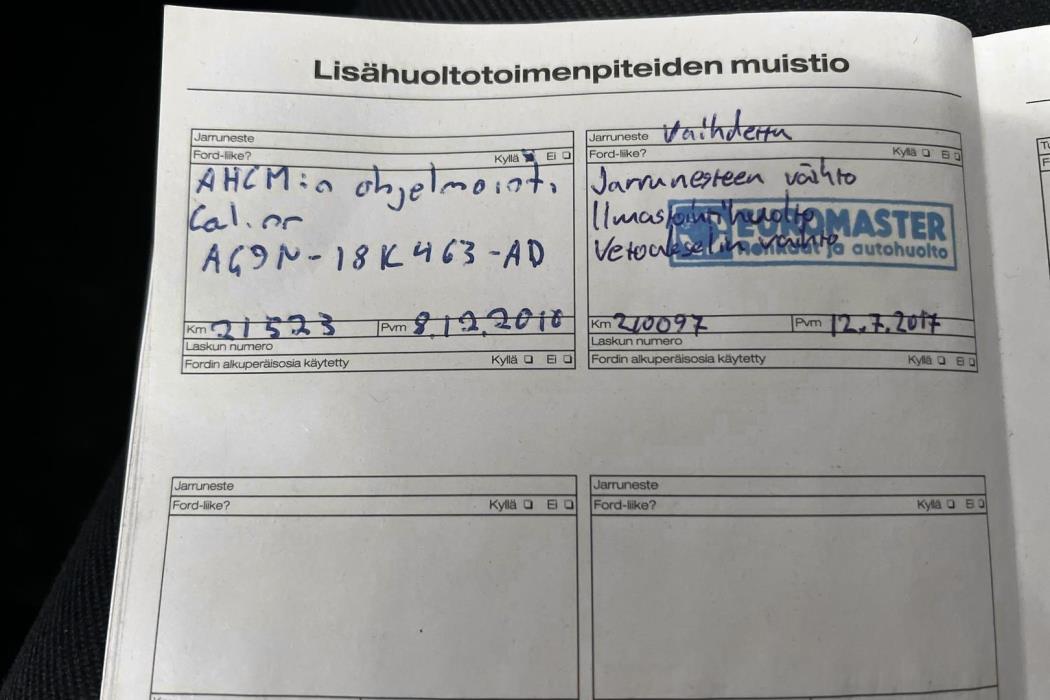 Lisähuoltotoimenpiteiden muistio
Jarruneste
Ford-liike? Kyllä Ei
AHCM:n ohjelmointi
Cal. nr
AG9N-18K463-AD
Km 21523 Pvm 8.12.2010
Laskun numero
Fordin alkuperäisosia käytetty Kyllä Ei
Jarruneste Vaihdettu
Ford-liike? Kyllä Ei
Jarrunesteen vaihto
Ilmastointihuolto
Vetoakselin vaihto
EUROMASTER
Renkaat ja autohuolto
Km 210097 Pvm 12.7.2017
Laskun numero
Fordin alkuperäisosia käytetty Kyllä Ei
Jarruneste
Ford-liike? Kyllä Ei
Jarruneste
Ford-liike? Kyllä Ei